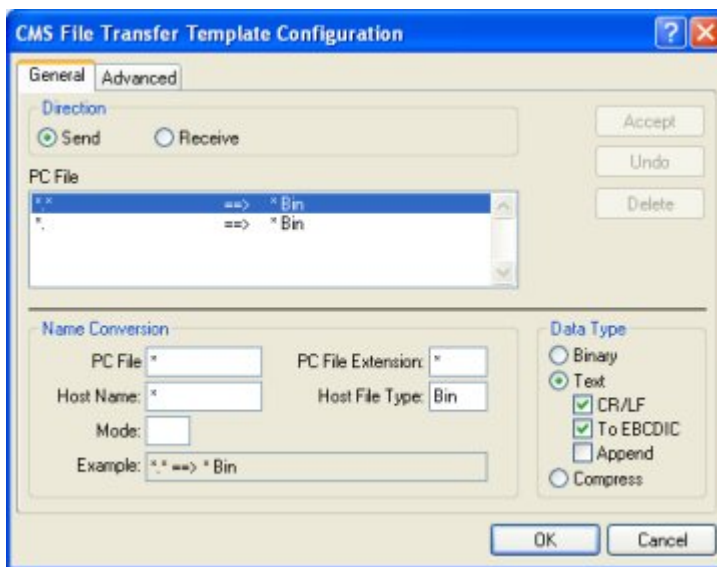 CMS File Transfer Template Configuration
General Advanced
Direction
Send Receive
Accept
Undo
Delete
PC File
*.* ==> * Bin
*. ==> * Bin
Name Conversion
PC File * PC File Extension: *
Host Name: * Host File Type: Bin
Mode:
Example: *.* ==> * Bin
Data Type
Binary
Text
CR/LF
To EBCDIC
Append
Compress
OK Cancel